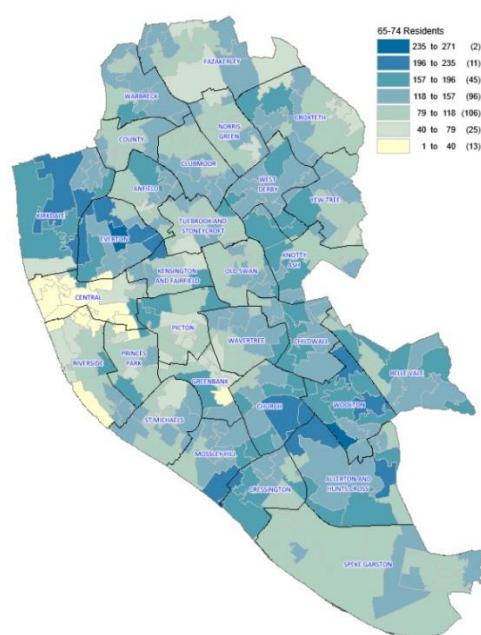 65-74 Residents
235 to 271 (2)
196 to 235 (11)
157 to 196 (45)
118 to 157 (96)
79 to 118 (106)
40 to 79 (25)
1 to 40 (13)
FAZAKERLEY
WARBRECK
CROXTETH
COUNTY
NORRIS
GREEN
CLUBMOOR
ANFIELD
WEST
DERBY
YEW TREE
KIRKDALE
TUEBROOK AND
STONEYCROFT
EVERTON
KNOTTY
ASH
KENSINGTON
AND FAIRFIELD
OLD SWAN
CENTRAL
PICTON
WAVERTREE
CHILDWALL
PRINCES
PARK
RIVERSIDE
BELLE VALE
GREENBANK
WOOLTON
CHURCH
ST MICHAELS
MOSSLEY HILL
ALLERTON AND
HUNTS CROSS
CRESSINGTON
SPEKE GARSTON